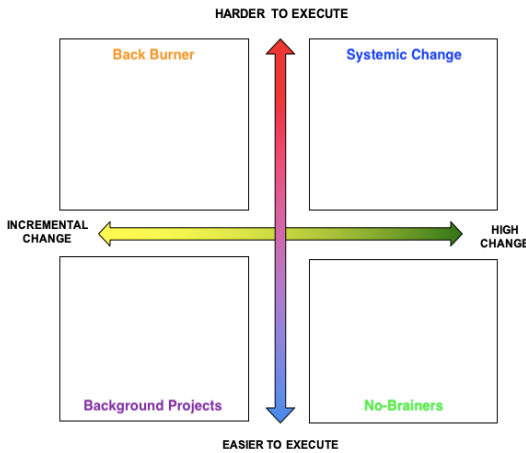 HARDER TO EXECUTE
Back Burner
Systemic Change
INCREMENTAL
CHANGE
HIGH
CHANGE
Background Projects
No-Brainers
EASIER TO EXECUTE